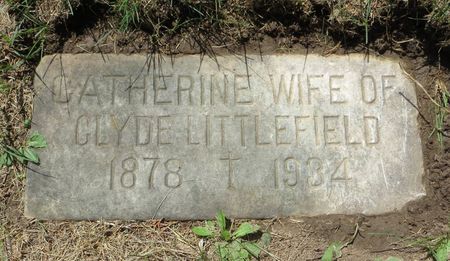 CATHERINE WIFE OF
CLYDE LITTLEFIELD
1878 † 1934